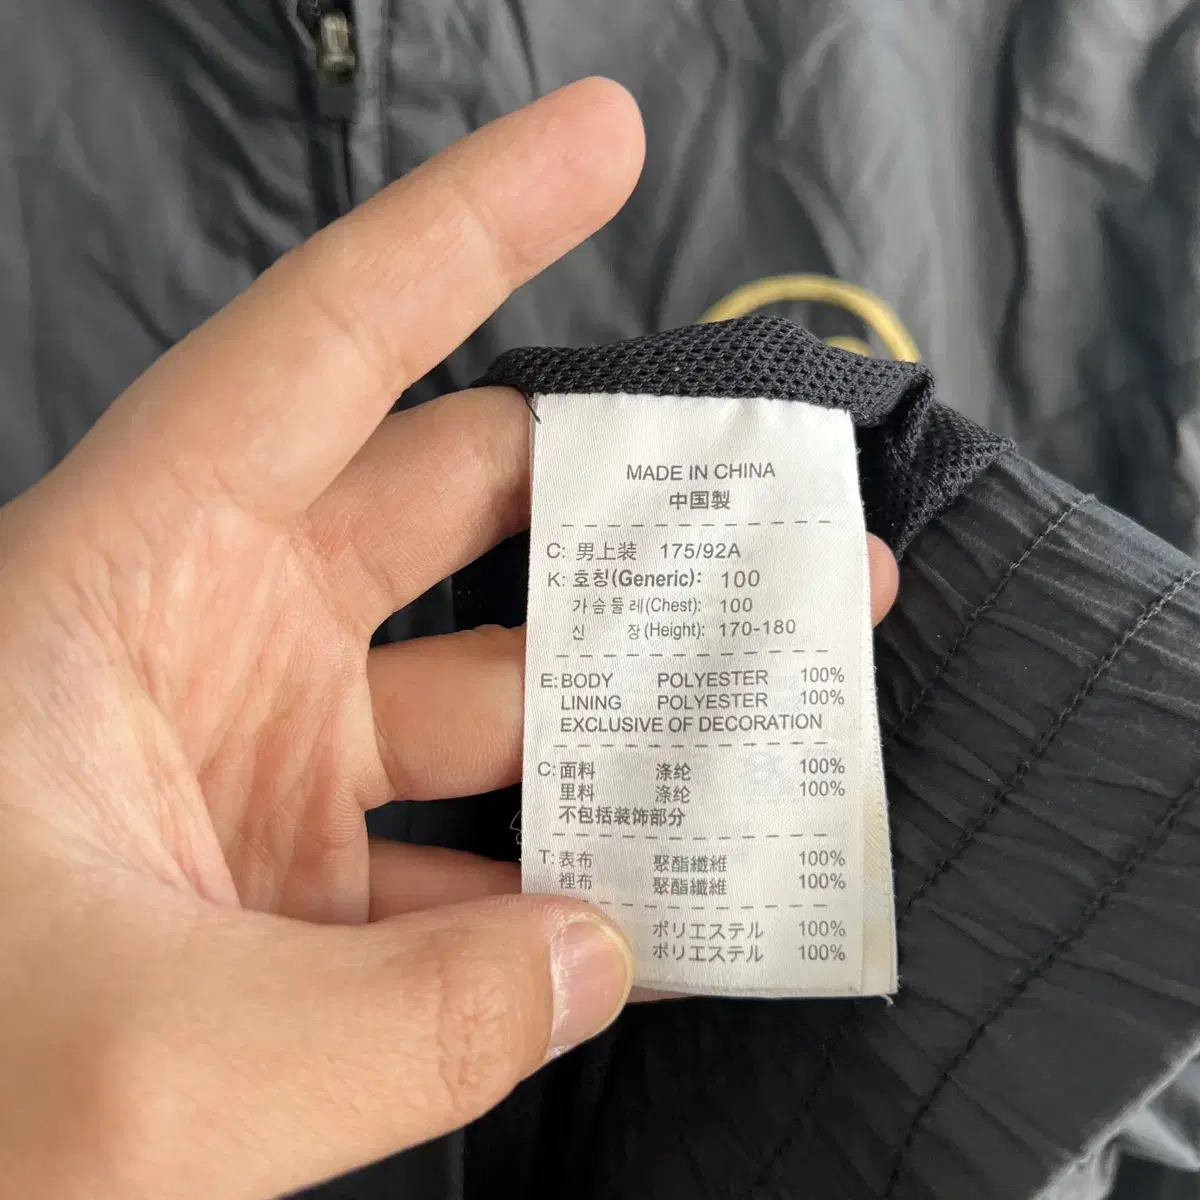 MADE IN CHINA
中国製
C: 男上装 175/92A
K: 호칭(Generic): 100
가슴둘레(Chest): 100
신 장(Height): 170-180
E: BODY POLYESTER 100%
LINING POLYESTER 100%
EXCLUSIVE OF DECORATION
C: 面料 涤纶 100%
里料 涤纶 100%
不包括装饰部分
T: 表布 聚酯纖維 100%
裡布 聚酯纖維 100%
ポリエステル 100%
ポリエステル 100%